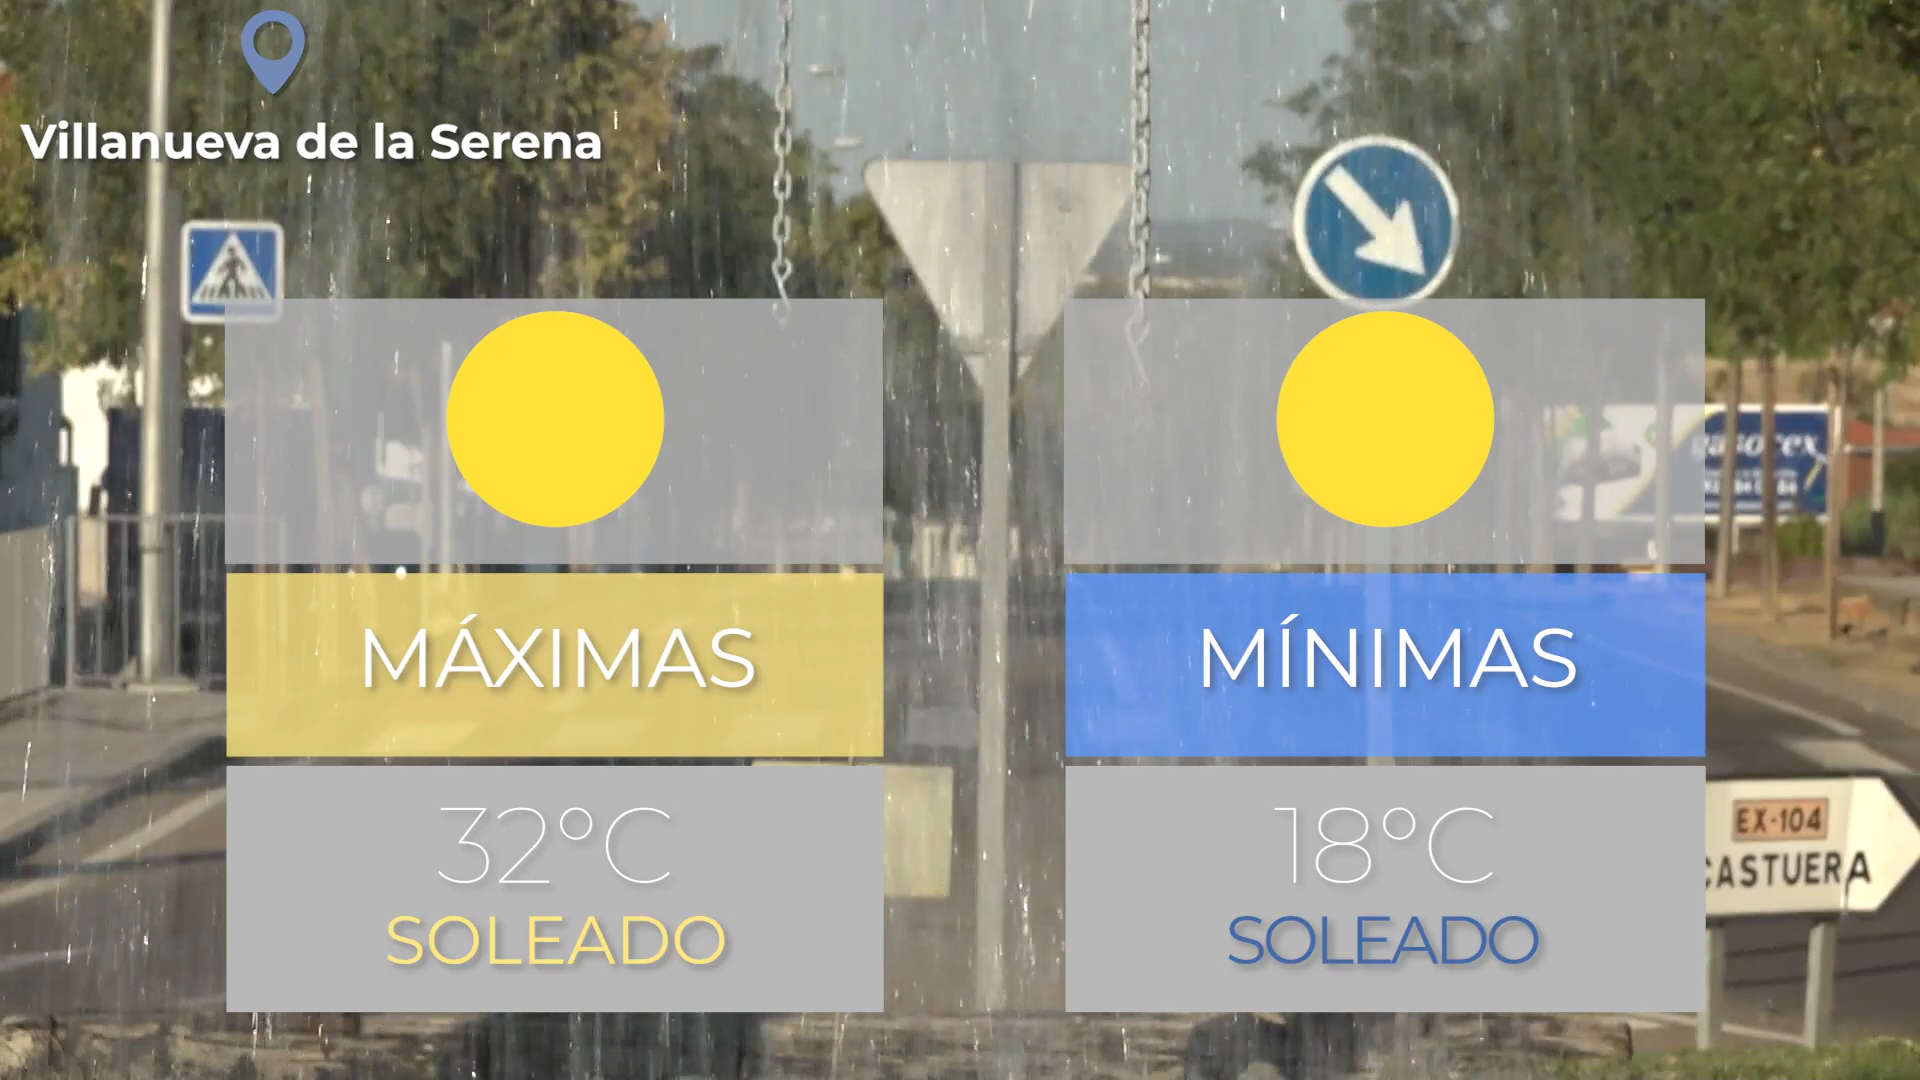 Villanueva de la Serena
MÁXIMAS
MÍNIMAS
32°C
18°C
SOLEADO
SOLEADO
EX-104
CASTUERA